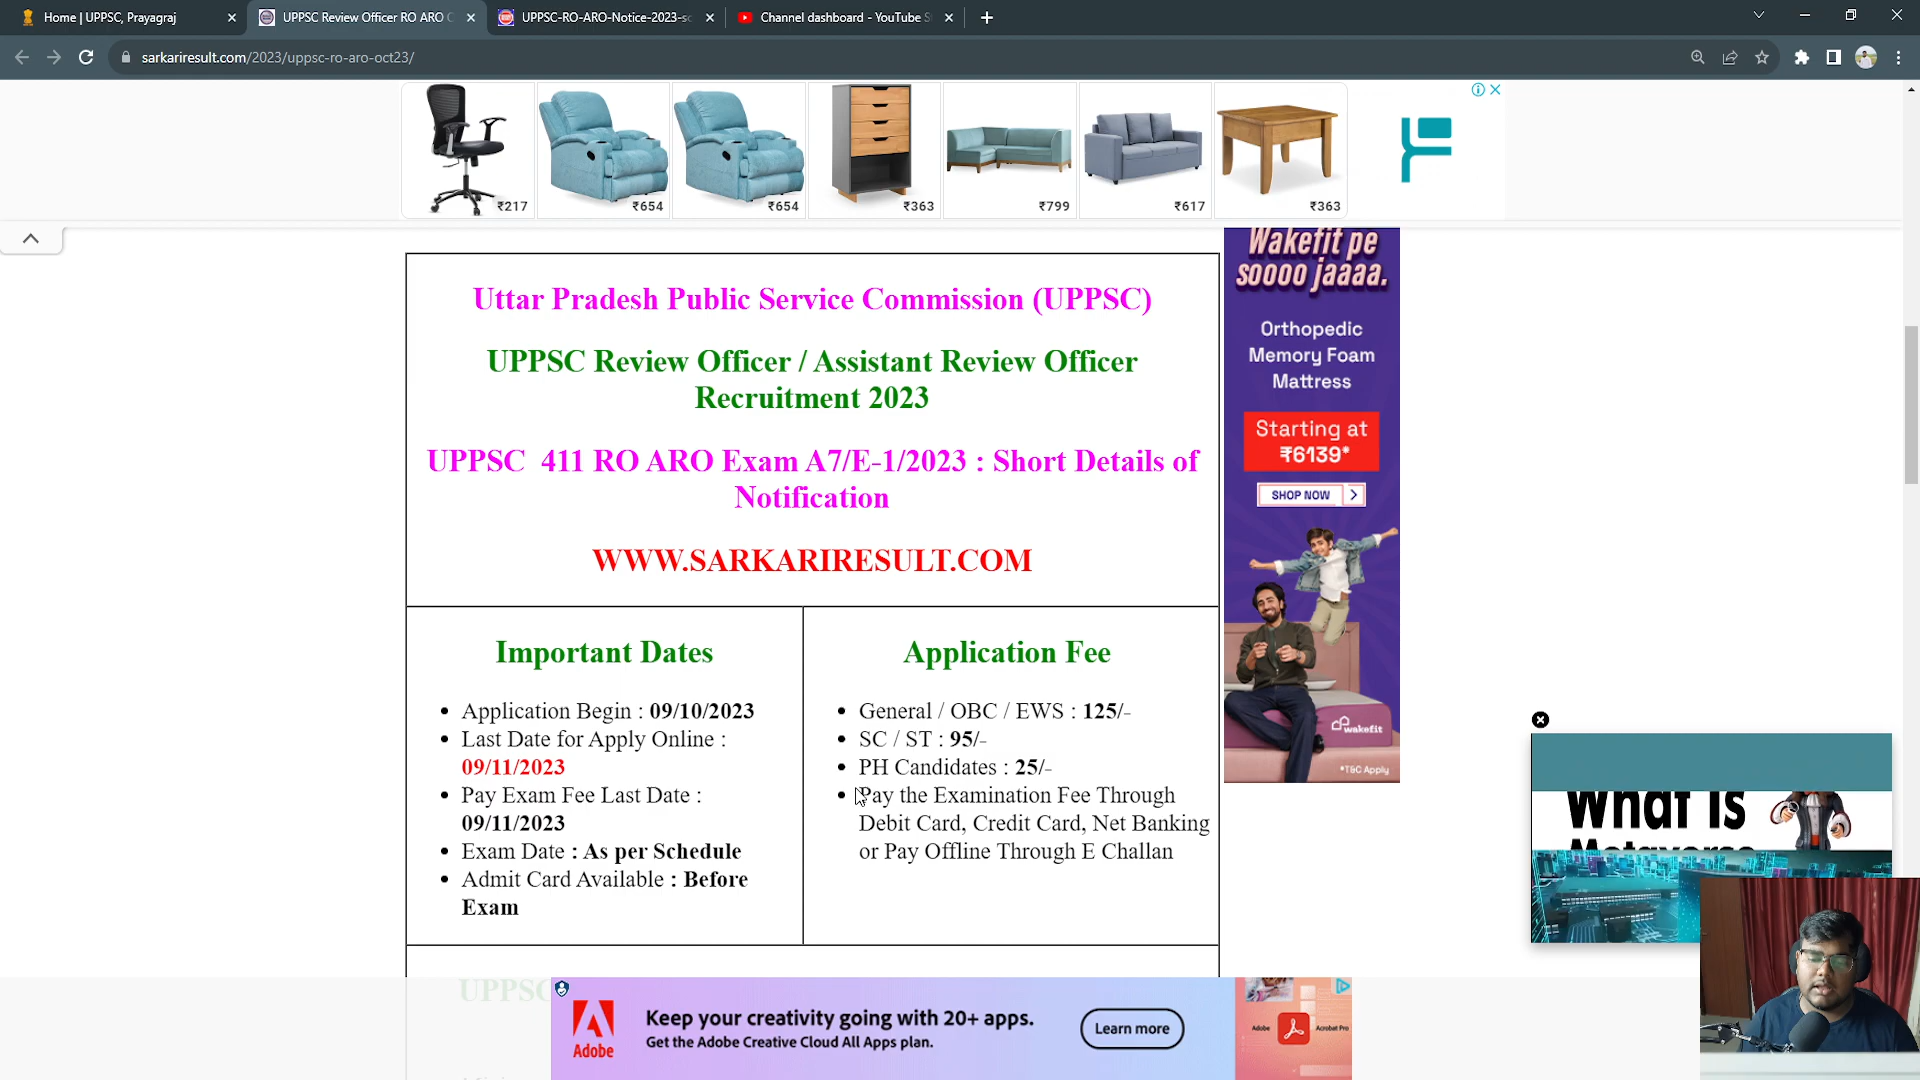 Home | UPPSC, Prayagraj
UPPSC Review Officer RO ARO
UPPSC-RO-ARO-Notice-2023-
Channel dashboard - YouTube
sarkariresult.com/2023/uppsc-ro-aro-oct23/
₹217
₹654
₹654
₹363
₹799
₹617
₹363
Wakefit pe
soooo jaaaa.
Orthopedic
Memory Foam
Mattress
Starting at
₹6139*
SHOP NOW
wakefit
*T&C Apply
Uttar Pradesh Public Service Commission (UPPSC)
UPPSC Review Officer / Assistant Review Officer
Recruitment 2023
UPPSC 411 RO ARO Exam A7/E-1/2023 : Short Details of
Notification
WWW.SARKARIRESULT.COM
Important Dates
Application Begin : 09/10/2023
Last Date for Apply Online :
09/11/2023
Pay Exam Fee Last Date :
09/11/2023
Exam Date : As per Schedule
Admit Card Available : Before
Exam
Application Fee
General / OBC / EWS : 125/-
SC / ST : 95/-
PH Candidates : 25/-
Pay the Examination Fee Through
Debit Card, Credit Card, Net Banking
or Pay Offline Through E Challan
What Is
Metaverse
UPPSC
Adobe
Keep your creativity going with 20+ apps.
Get the Adobe Creative Cloud All Apps plan.
Learn more
Adobe
Acrobat Pro